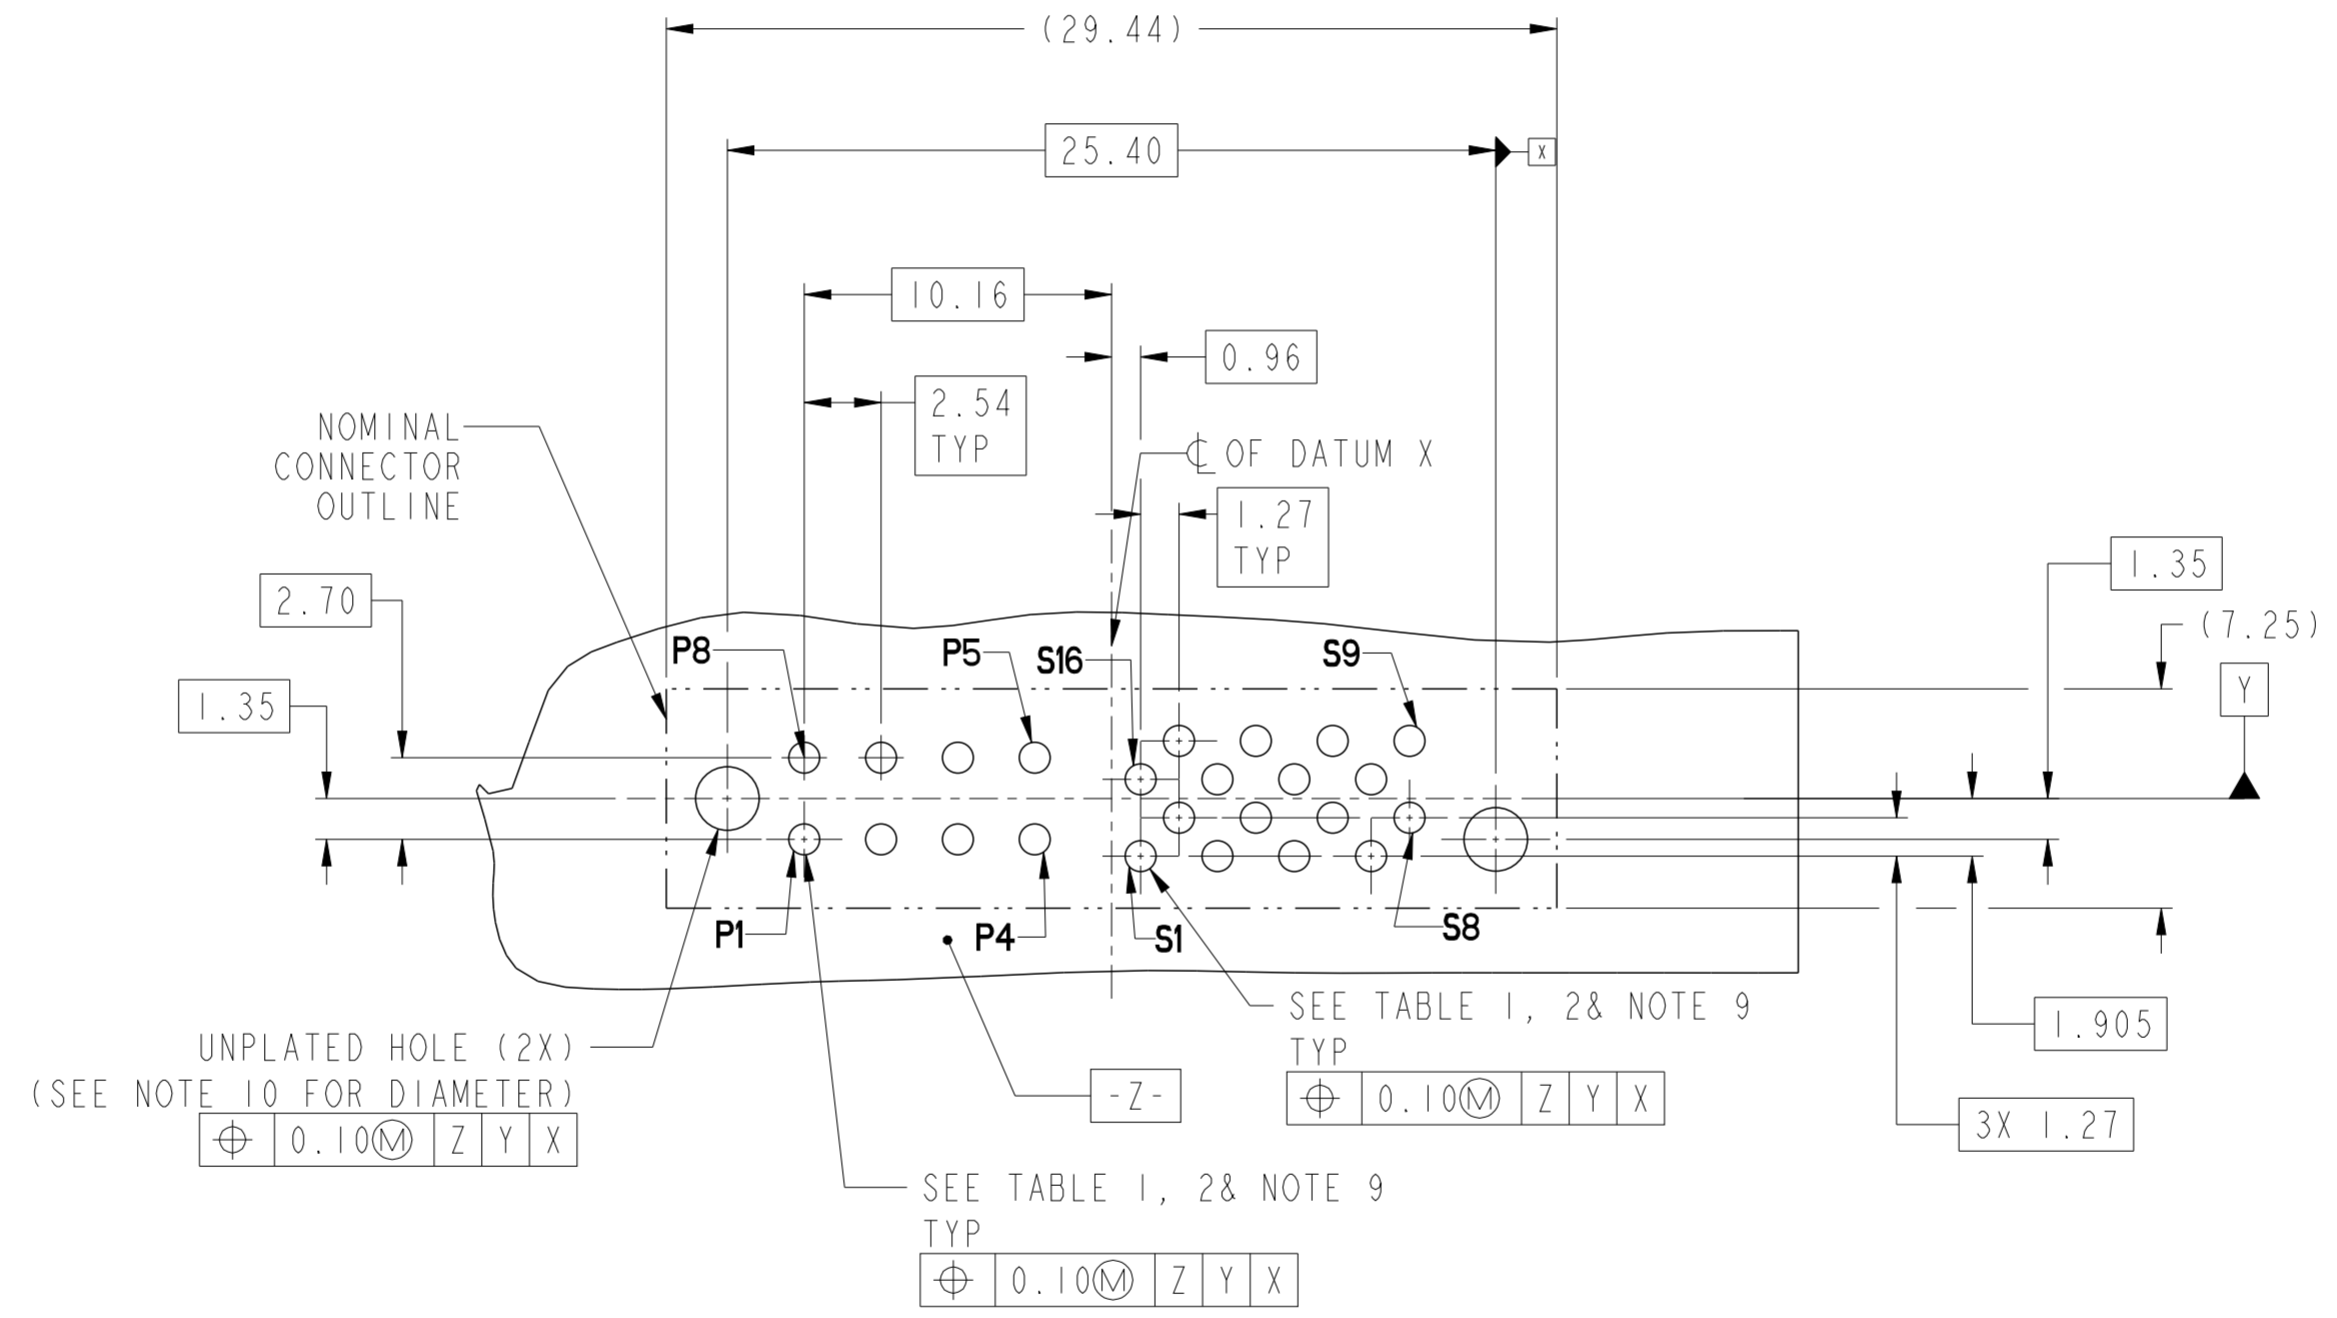 (29.44)
25.40
X
10.16
0.96
2.54
TYP
NOMINAL
CONNECTOR
OUTLINE
℄ OF DATUM X
1.27
TYP
1.35
2.70
(7.25)
P8
P5
S16
S9
Y
1.35
P1
P4
S1
S8
SEE TABLE 1, 2& NOTE 9
TYP
⌖ 0.10Ⓜ Z Y X
1.905
UNPLATED HOLE (2X)
(SEE NOTE 10 FOR DIAMETER)
⌖ 0.10Ⓜ Z Y X
-Z-
3X 1.27
SEE TABLE 1, 2& NOTE 9
TYP
⌖ 0.10Ⓜ Z Y X